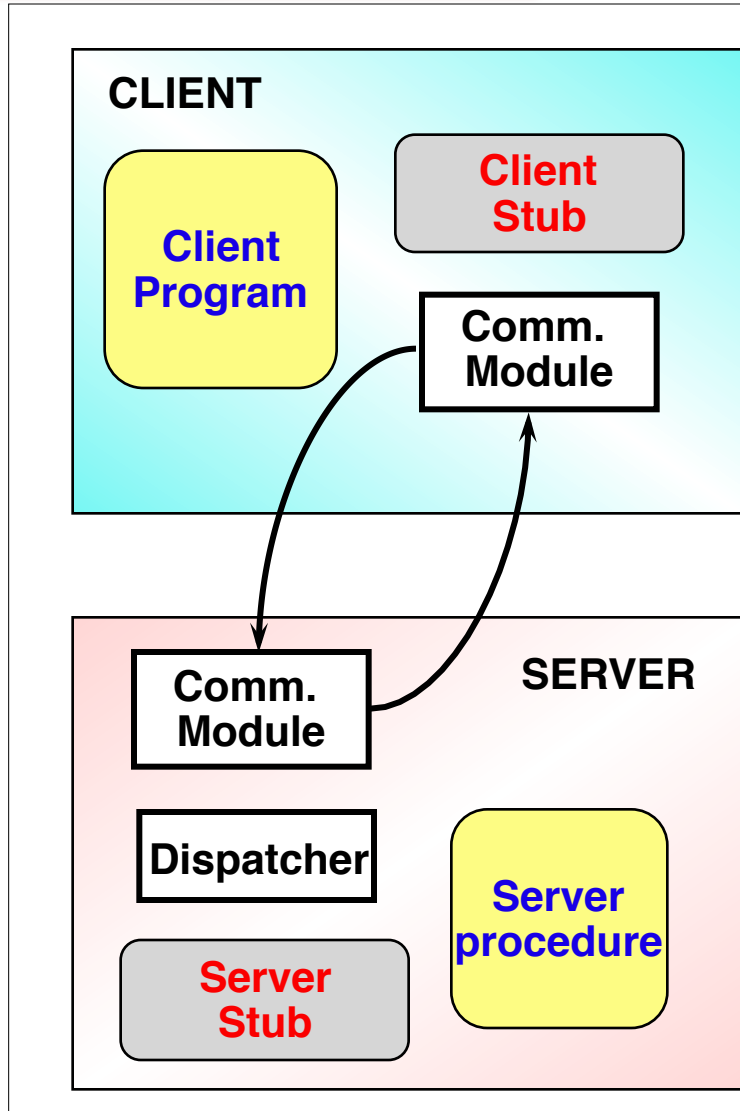 CLIENT
Client
Stub
Client
Program
Comm.
Module
Comm.
Module
SERVER
Dispatcher
Server
procedure
Server
Stub